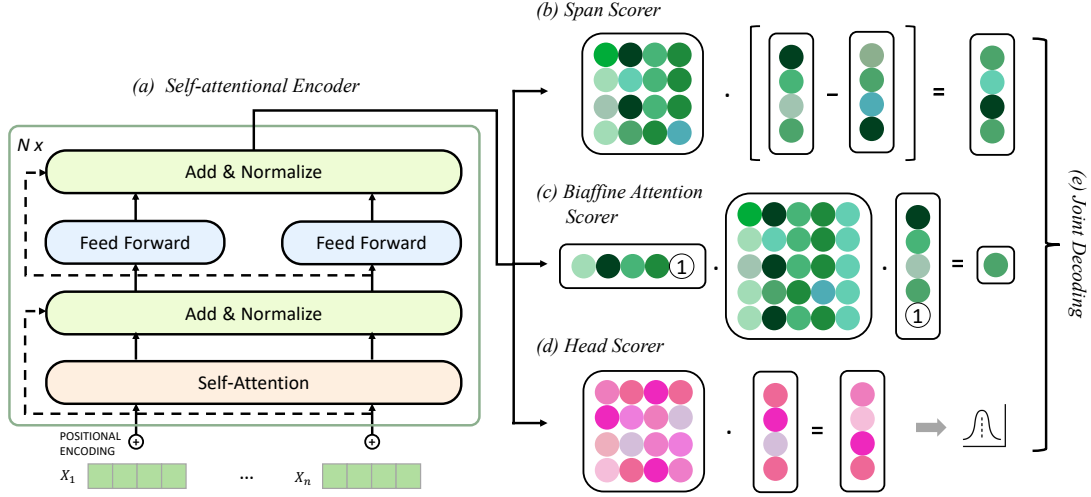 (a) Self-attentional Encoder
N x
Add & Normalize
Feed Forward
Feed Forward
Add & Normalize
Self-Attention
POSITIONAL
ENCODING
+
+
X1
...
Xn
(b) Span Scorer
·
−
=
(c) Biaffine Attention
Scorer
1
·
·
1
=
(d) Head Scorer
·
=
(e) Joint Decoding